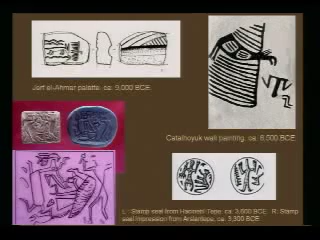 Jerf el-Ahmar palette, ca. 9,000 BCE.
Catalhoyuk wall painting, ca. 6,000 BCE.
L: Stamp seal from Hacinebi Tepe, ca. 3,600 BCE. R: Stamp
seal impression from Arslantepe, ca. 3,300 BCE.